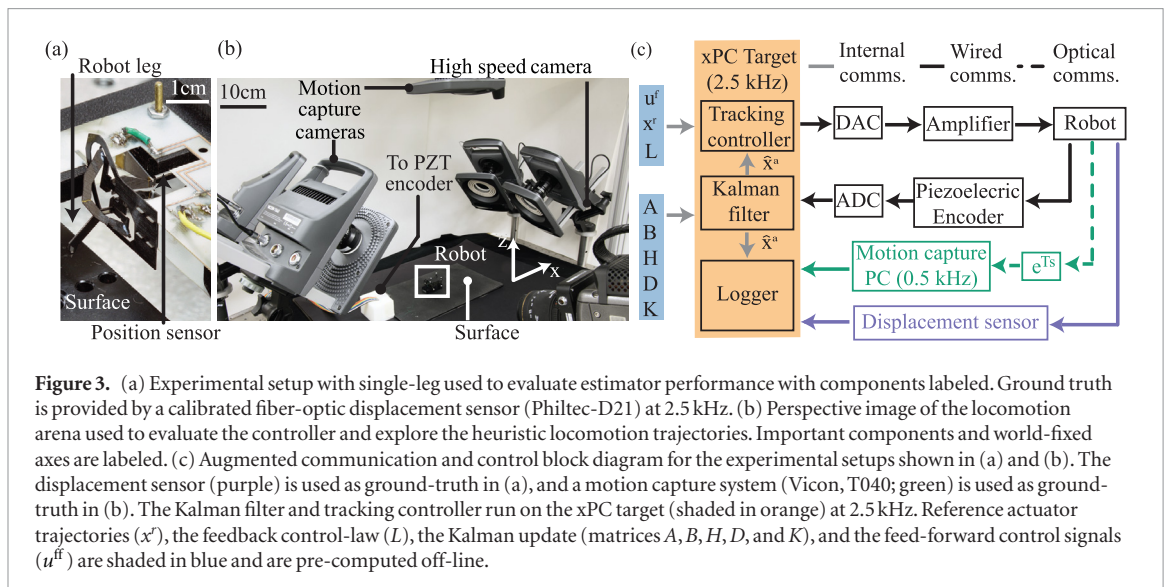 (a)
Robot leg
1cm
Surface
Position sensor
(b)
10cm
Motion
capture
cameras
High speed camera
To PZT
encoder
Robot
z
x
Surface
(c)
xPC Target
(2.5 kHz)
Internal
comms.
Wired
comms.
Optical
comms.
uᶠ
xʳ
L
Tracking
controller
DAC
Amplifier
Robot
x̂ᵃ
A
B
H
D
K
Kalman
filter
ADC
Piezoelecric
Encoder
x̂ᵃ
Logger
Motion capture
PC (0.5 kHz)
eᵀˢ
Displacement sensor
Figure 3. (a) Experimental setup with single-leg used to evaluate estimator performance with components labeled. Ground truth
is provided by a calibrated fiber-optic displacement sensor (Philtec-D21) at 2.5 kHz. (b) Perspective image of the locomotion
arena used to evaluate the controller and explore the heuristic locomotion trajectories. Important components and world-fixed
axes are labeled. (c) Augmented communication and control block diagram for the experimental setups shown in (a) and (b). The
displacement sensor (purple) is used as ground-truth in (a), and a motion capture system (Vicon, T040; green) is used as ground-
truth in (b). The Kalman filter and tracking controller run on the xPC target (shaded in orange) at 2.5 kHz. Reference actuator
trajectories (xʳ), the feedback control-law (L), the Kalman update (matrices A, B, H, D, and K), and the feed-forward control signals
(uᶠᶠ) are shaded in blue and are pre-computed off-line.